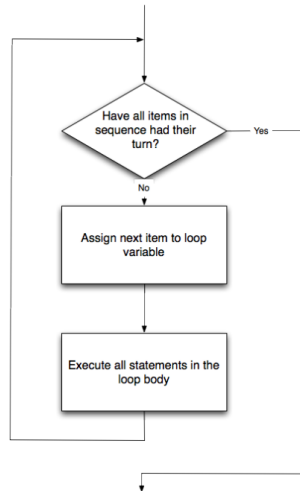 Have all items in
sequence had their
turn?
Yes
No
Assign next item to loop
variable
Execute all statements in the
loop body